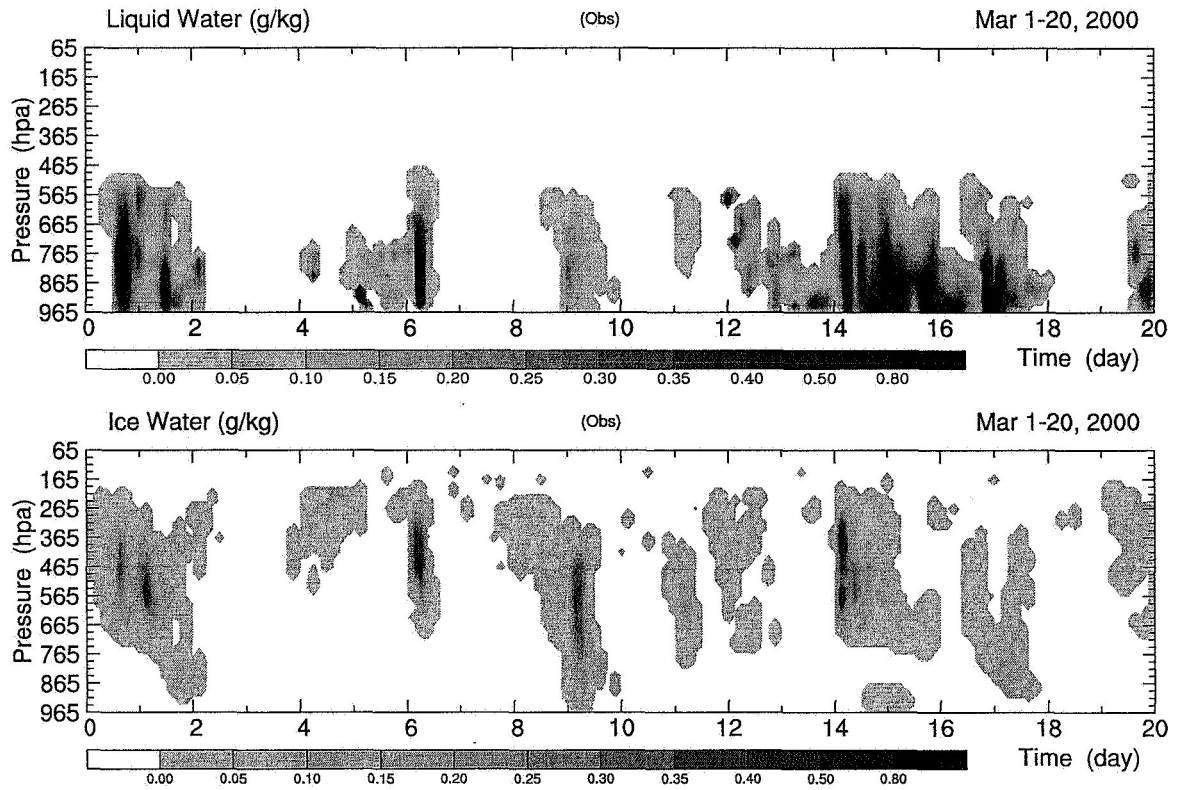 Liquid Water (g/kg) (Obs) Mar 1-20, 2000
Pressure (hpa)
65
165
265
365
465
565
665
765
865
965
0 2 4 6 8 10 12 14 16 18 20
Time (day)
0.00 0.05 0.10 0.15 0.20 0.25 0.30 0.35 0.40 0.50 0.80
Ice Water (g/kg) (Obs) Mar 1-20, 2000
Pressure (hpa)
65
165
265
365
465
565
665
765
865
965
0 2 4 6 8 10 12 14 16 18 20
Time (day)
0.00 0.05 0.10 0.15 0.20 0.25 0.30 0.35 0.40 0.50 0.80